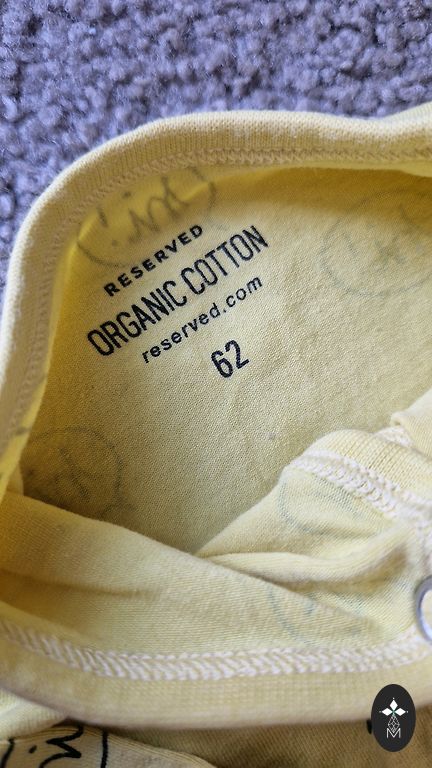 RESERVED
ORGANIC COTTON
reserved.com
62